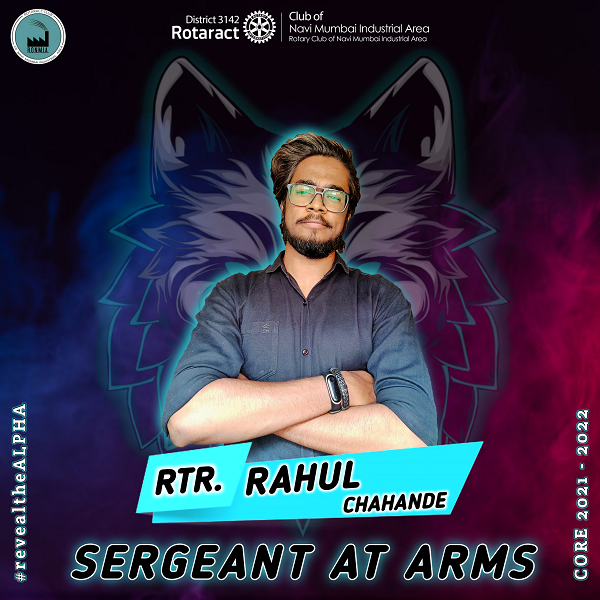 District 3142
Rotaract
Club of
Navi Mumbai Industrial Area
Rotary Club of Navi Mumbai Industrial Area
#revealtheALPHA
CORE 2021 - 2022
RTR. RAHUL
CHAHANDE
SERGEANT AT ARMS